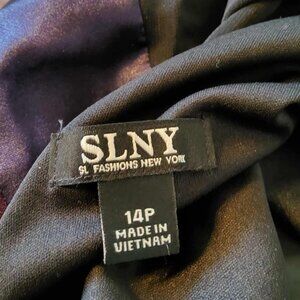 SLNY
SL FASHIONS NEW YORK
14P
MADE IN
VIETNAM